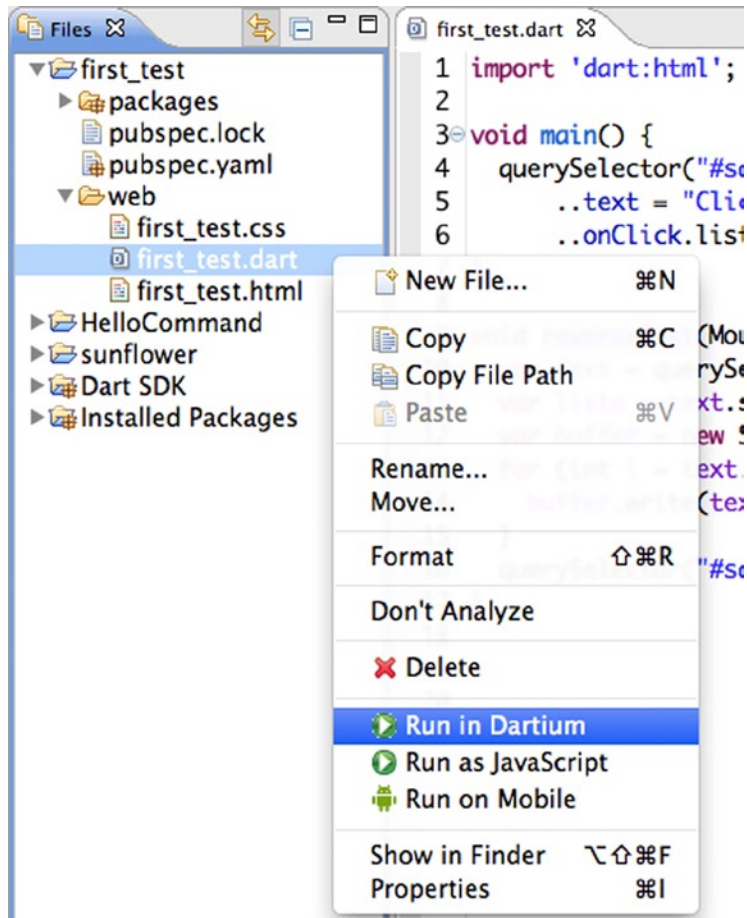 Files
first_test
packages
pubspec.lock
pubspec.yaml
web
first_test.css
first_test.dart
first_test.html
HelloCommand
sunflower
Dart SDK
Installed Packages
first_test.dart
1 import 'dart:html';
2
3 void main() {
4 querySelector("#
5 ..text = "
6 ..onClick.
New File... ⌘N
Copy ⌘C
Copy File Path
Paste ⌘V
Rename...
Move...
Format ⇧⌘R
Don't Analyze
Delete
Run in Dartium
Run as JavaScript
Run on Mobile
Show in Finder ⌥⇧⌘F
Properties ⌘I